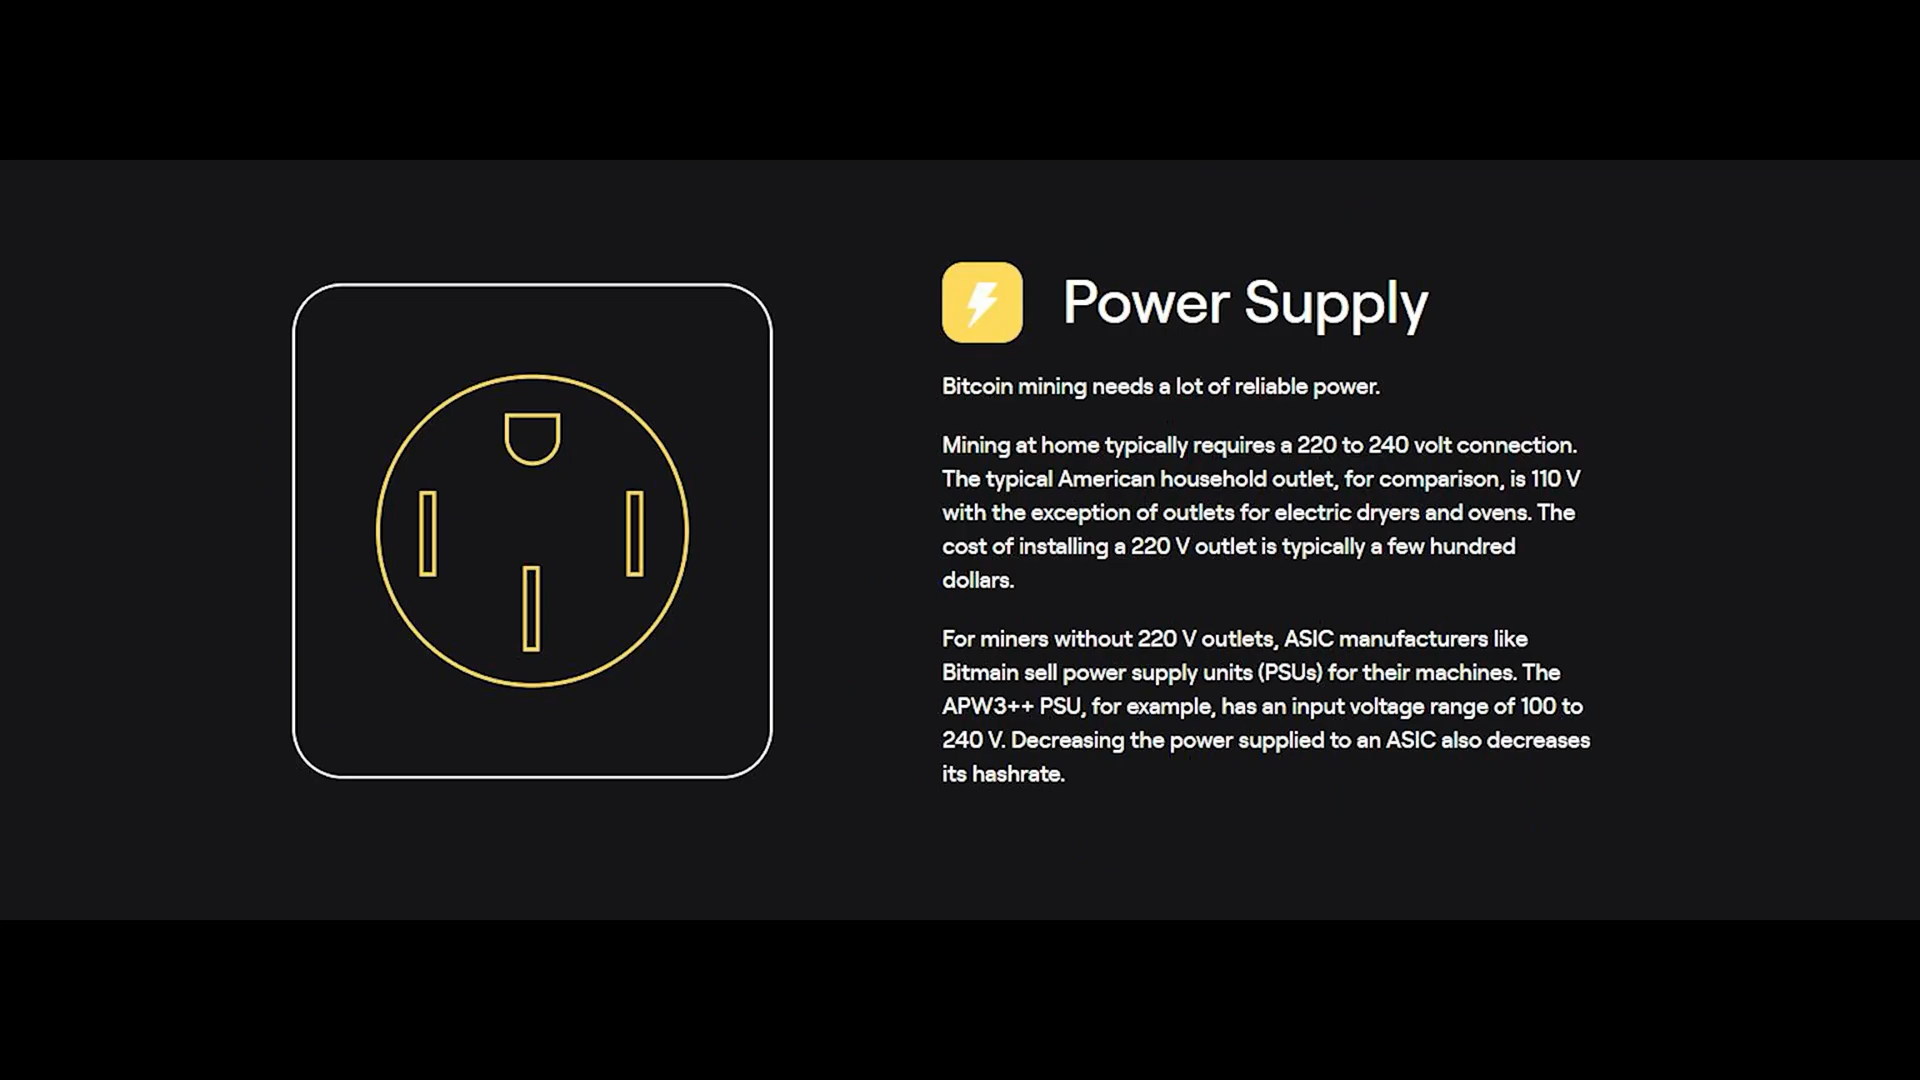 Power Supply
Bitcoin mining needs a lot of reliable power.
Mining at home typically requires a 220 to 240 volt connection.
The typical American household outlet, for comparison, is 110 V
with the exception of outlets for electric dryers and ovens. The
cost of installing a 220 V outlet is typically a few hundred
dollars.
For miners without 220 V outlets, ASIC manufacturers like
Bitmain sell power supply units (PSUs) for their machines. The
APW3++ PSU, for example, has an input voltage range of 100 to
240 V. Decreasing the power supplied to an ASIC also decreases
its hashrate.